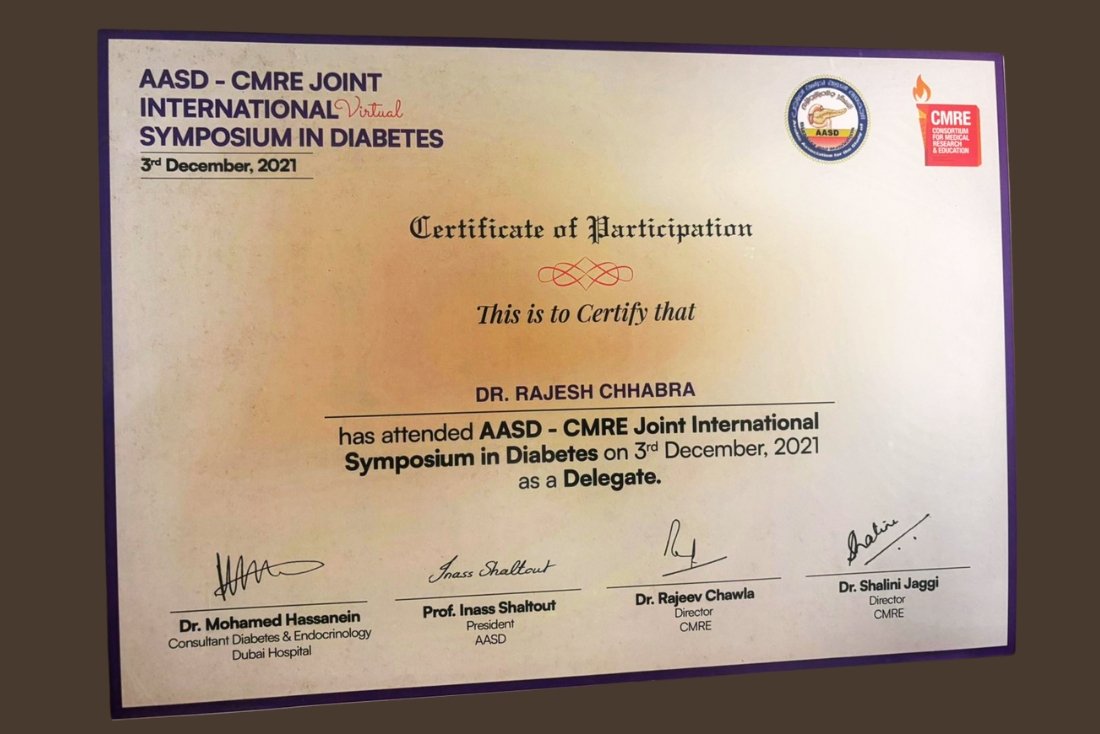 AASD - CMRE JOINT
INTERNATIONAL Virtual
SYMPOSIUM IN DIABETES
3rd December, 2021
AASD
CMRE
CONSORTIUM
FOR MEDICAL
RESEARCH
& EDUCATION
Certificate of Participation
This is to Certify that
DR. RAJESH CHHABRA
has attended AASD - CMRE Joint International
Symposium in Diabetes on 3rd December, 2021
as a Delegate.
Inass Shaltout
Shalini
Dr. Mohamed Hassanein
Consultant Diabetes & Endocrinology
Dubai Hospital
Prof. Inass Shaltout
President
AASD
Dr. Rajeev Chawla
Director
CMRE
Dr. Shalini Jaggi
Director
CMRE